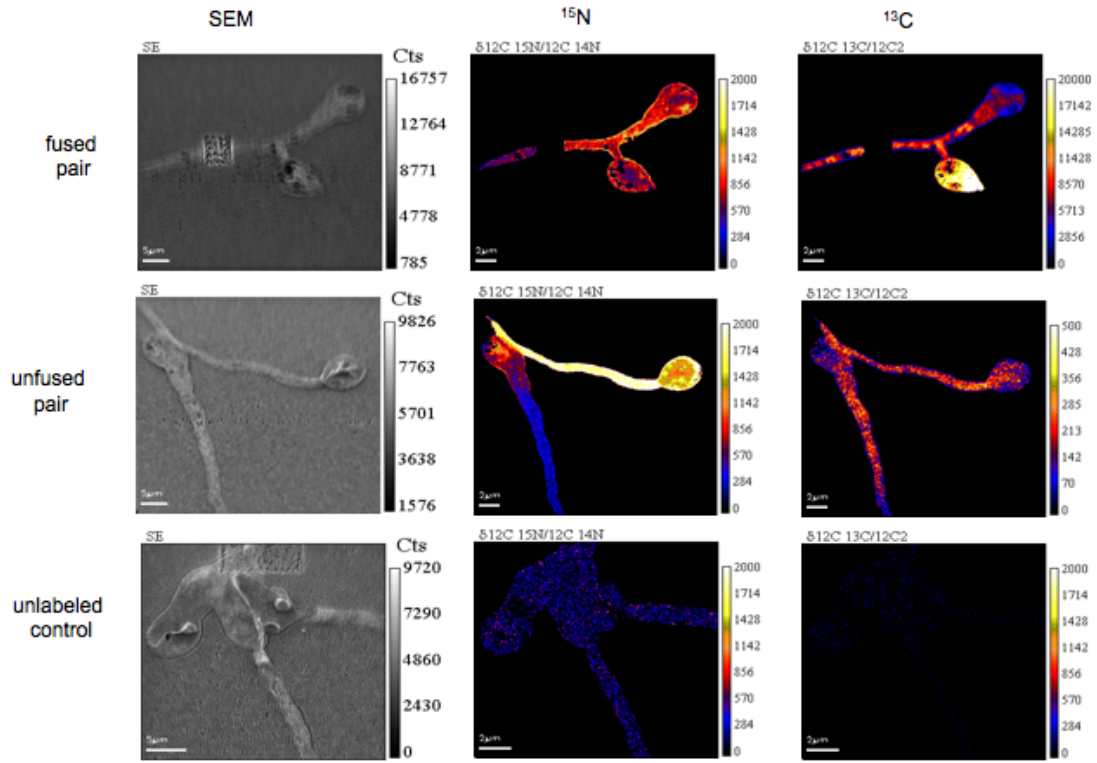 SEM
15N
13C
fused
pair
SE
Cts
16757
12764
8771
4778
785
5μm
δ12C 15N/12C 14N
2000
1714
1428
1142
856
570
284
0
2μm
δ12C 13C/12C2
20000
17142
14285
11428
8570
5713
2856
0
2μm
unfused
pair
SE
Cts
9826
7763
5701
3638
1576
5μm
δ12C 15N/12C 14N
2000
1714
1428
1142
856
570
284
0
2μm
δ12C 13C/12C2
500
428
356
285
213
142
70
0
2μm
unlabeled
control
SE
Cts
9720
7290
4860
2430
0
5μm
δ12C 15N/12C 14N
2000
1714
1428
1142
856
570
284
0
2μm
δ12C 13C/12C2
2000
1714
1428
1142
856
570
284
0
2μm